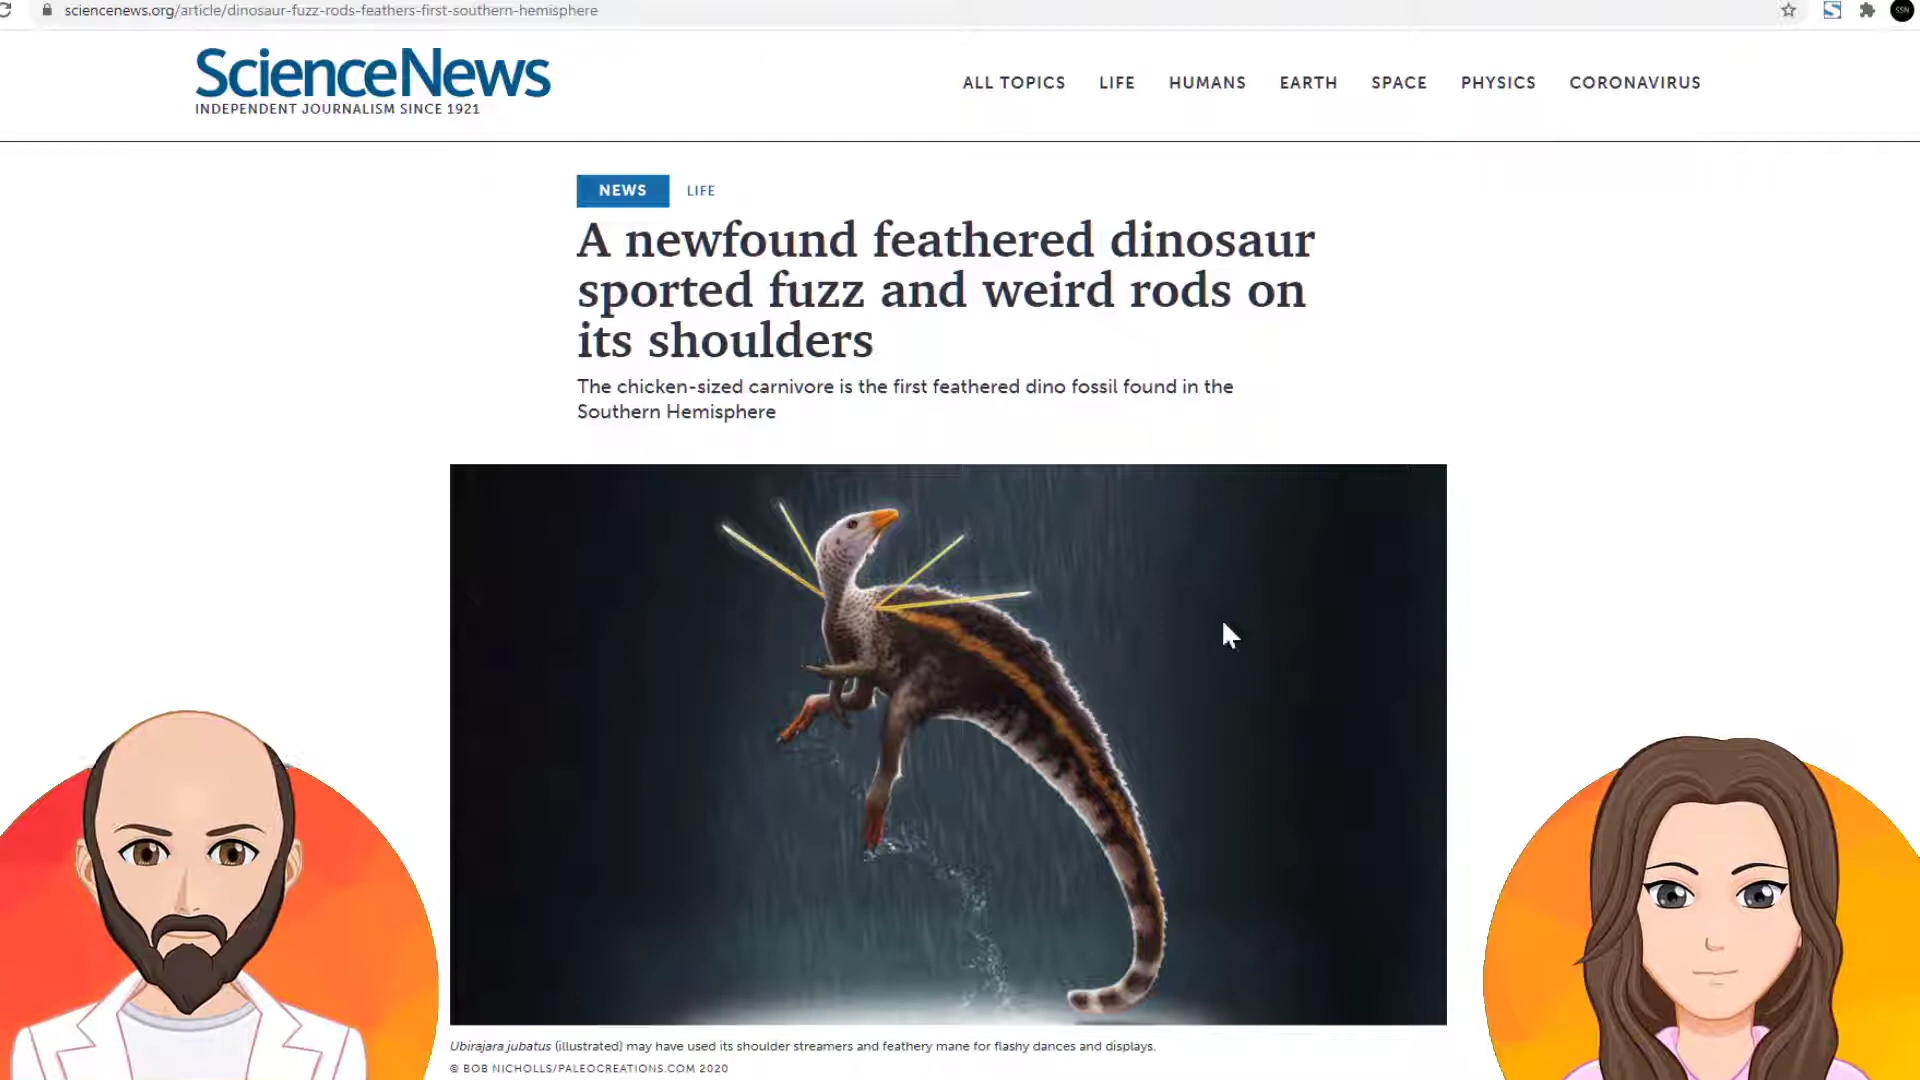 sciencenews.org/article/dinosaur-fuzz-rods-feathers-first-southern-hemisphere
SSN
ScienceNews
INDEPENDENT JOURNALISM SINCE 1921
ALL TOPICS LIFE HUMANS EARTH SPACE PHYSICS CORONAVIRUS
NEWS LIFE
A newfound feathered dinosaur
sported fuzz and weird rods on
its shoulders
The chicken-sized carnivore is the first feathered dino fossil found in the
Southern Hemisphere
Ubirajara jubatus (illustrated) may have used its shoulder streamers and feathery mane for flashy dances and displays.
© BOB NICHOLLS/PALEOCREATIONS.COM 2020